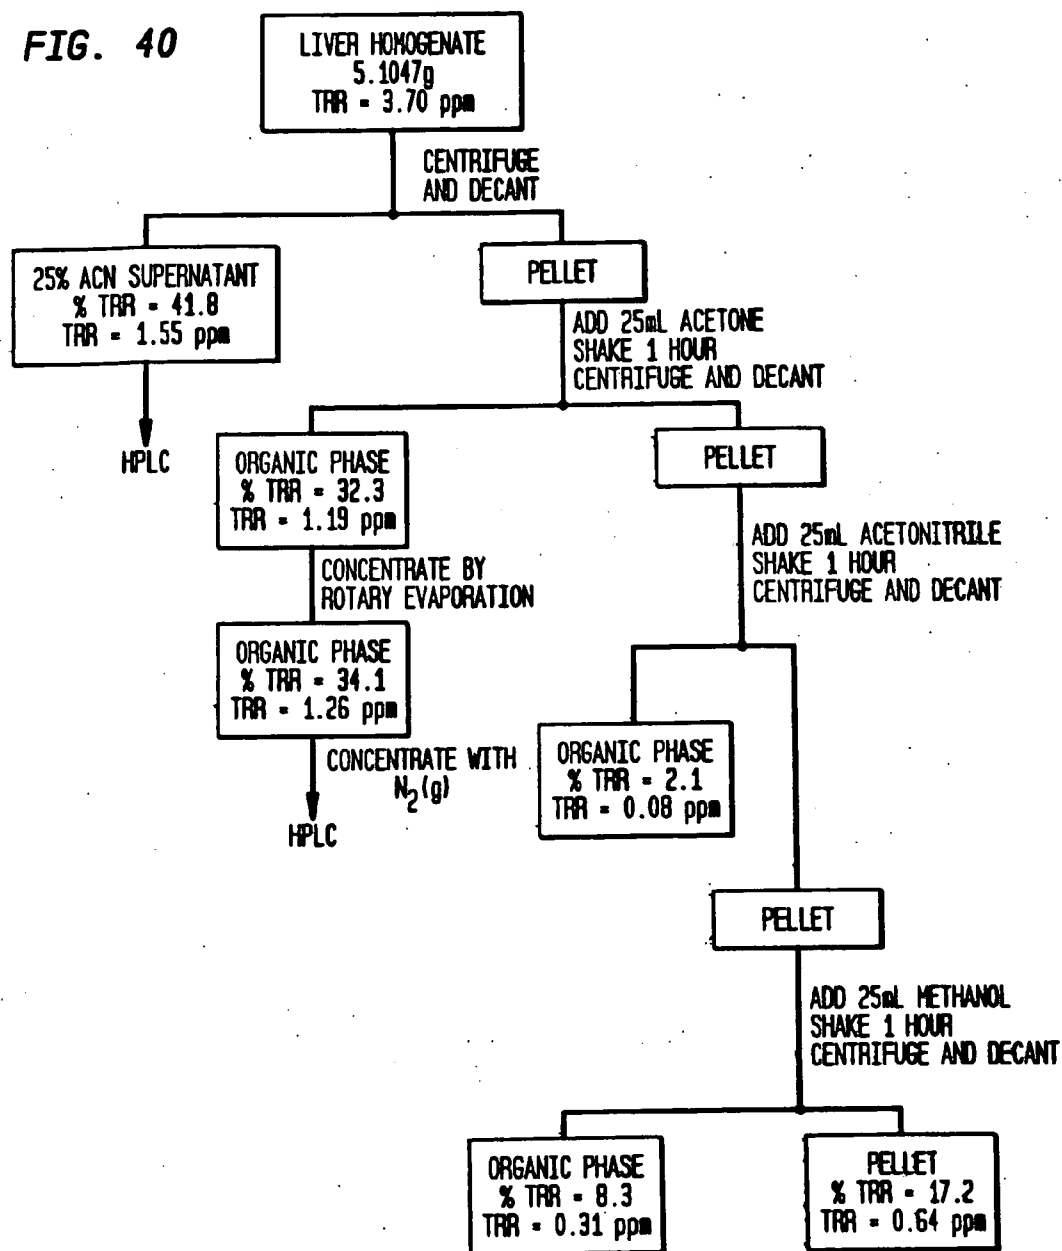 FIG. 40
LIVER HOMOGENATE
5.1047g
TRR = 3.70 ppm
CENTRIFUGE
AND DECANT
25% ACN SUPERNATANT
% TRR = 41.8
TRR = 1.55 ppm
HPLC
PELLET
ADD 25mL ACETONE
SHAKE 1 HOUR
CENTRIFUGE AND DECANT
ORGANIC PHASE
% TRR = 32.3
TRR = 1.19 ppm
CONCENTRATE BY
ROTARY EVAPORATION
ORGANIC PHASE
% TRR = 34.1
TRR = 1.26 ppm
CONCENTRATE WITH
N2(g)
HPLC
PELLET
ADD 25mL ACETONITRILE
SHAKE 1 HOUR
CENTRIFUGE AND DECANT
ORGANIC PHASE
% TRR = 2.1
TRR = 0.08 ppm
PELLET
ADD 25mL METHANOL
SHAKE 1 HOUR
CENTRIFUGE AND DECANT
ORGANIC PHASE
% TRR = 8.3
TRR = 0.31 ppm
PELLET
% TRR = 17.2
TRR = 0.64 ppm